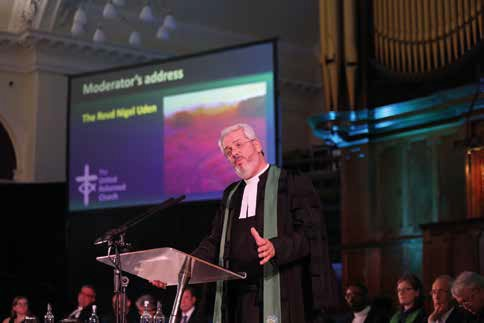 Moderator's address
The Revd Nigel Uden
The
United
Reformed
Church